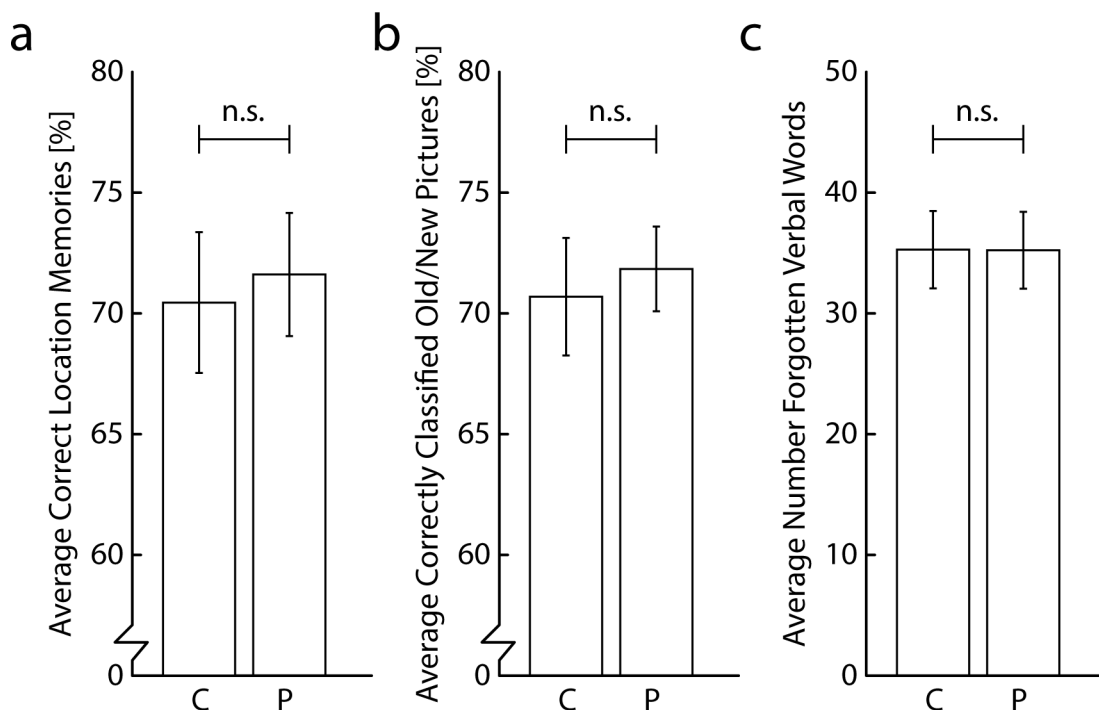 a
Average Correct Location Memories [%]
80
75
70
65
60
0
n.s.
C
P
b
Average Correctly Classified Old/New Pictures [%]
80
75
70
65
60
0
n.s.
C
P
c
Average Number Forgotten Verbal Words
50
40
30
20
10
0
n.s.
C
P